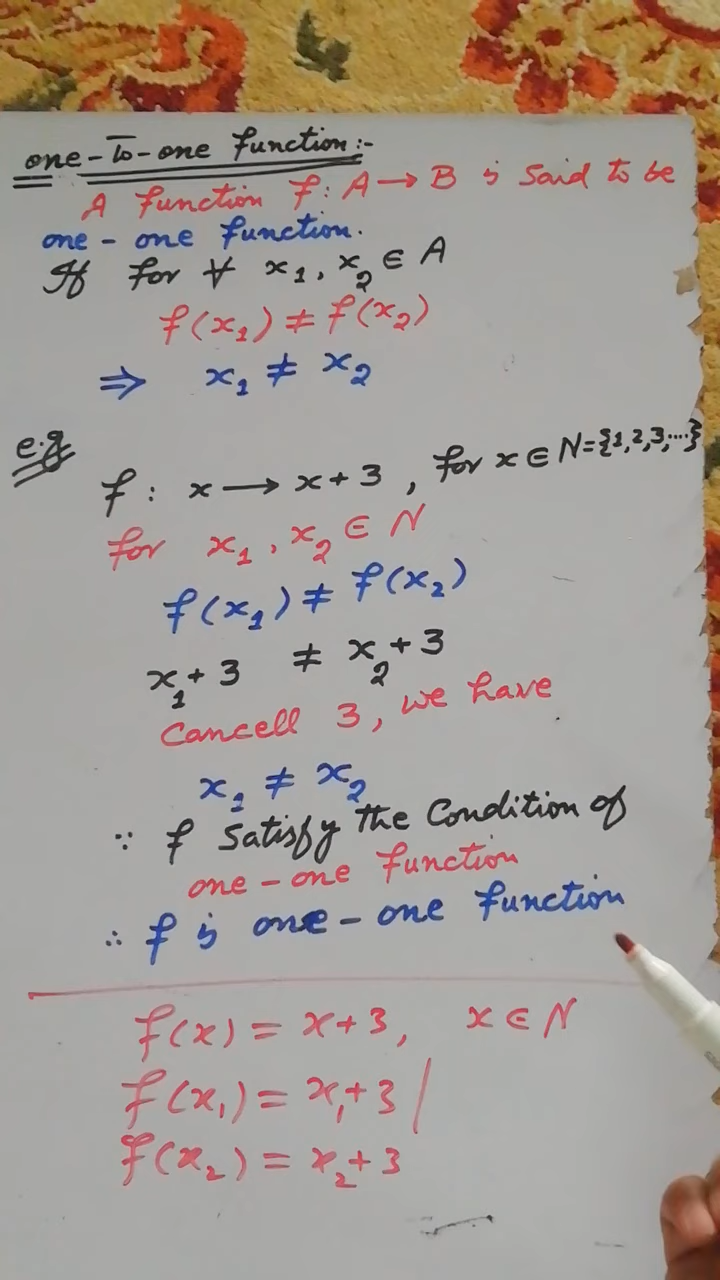 one-To-one Function:-
A Function f: A → B is said to be
one - one Function.
If for ∀ x₁, x₂ ∈ A
f(x₁) ≠ f(x₂)
⇒ x₁ ≠ x₂
e.g
f : x → x + 3 , for x ∈ N = {1,2,3,....}
for x₁, x₂ ∈ N
f(x₁) ≠ f(x₂)
x₁ + 3 ≠ x₂ + 3
Cancell 3, we have
x₁ ≠ x₂
∵ f Satisfy the Condition of
one - one Function
∴ f is one - one Function
f(x) = x + 3, x ∈ N
f(x₁) = x₁ + 3 /
f(x₂) = x₂ + 3